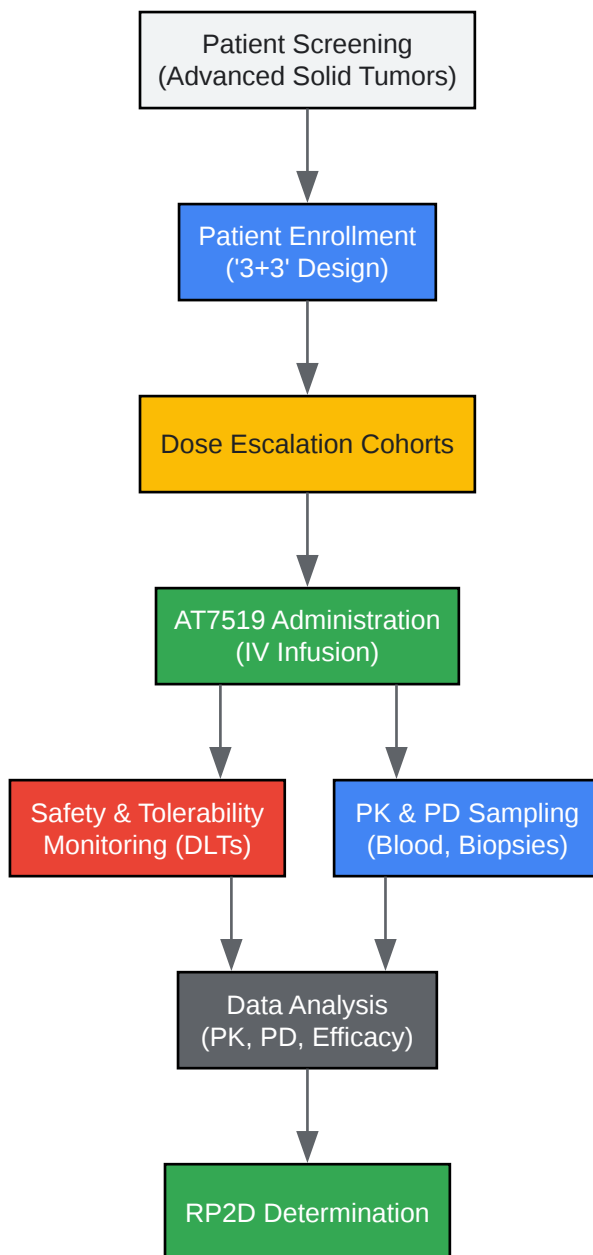 Patient Screening
(Advanced Solid Tumors)
Patient Enrollment
('3+3' Design)
Dose Escalation Cohorts
AT7519 Administration
(IV Infusion)
Safety & Tolerability
Monitoring (DLTs)
PK & PD Sampling
(Blood, Biopsies)
Data Analysis
(PK, PD, Efficacy)
RP2D Determination